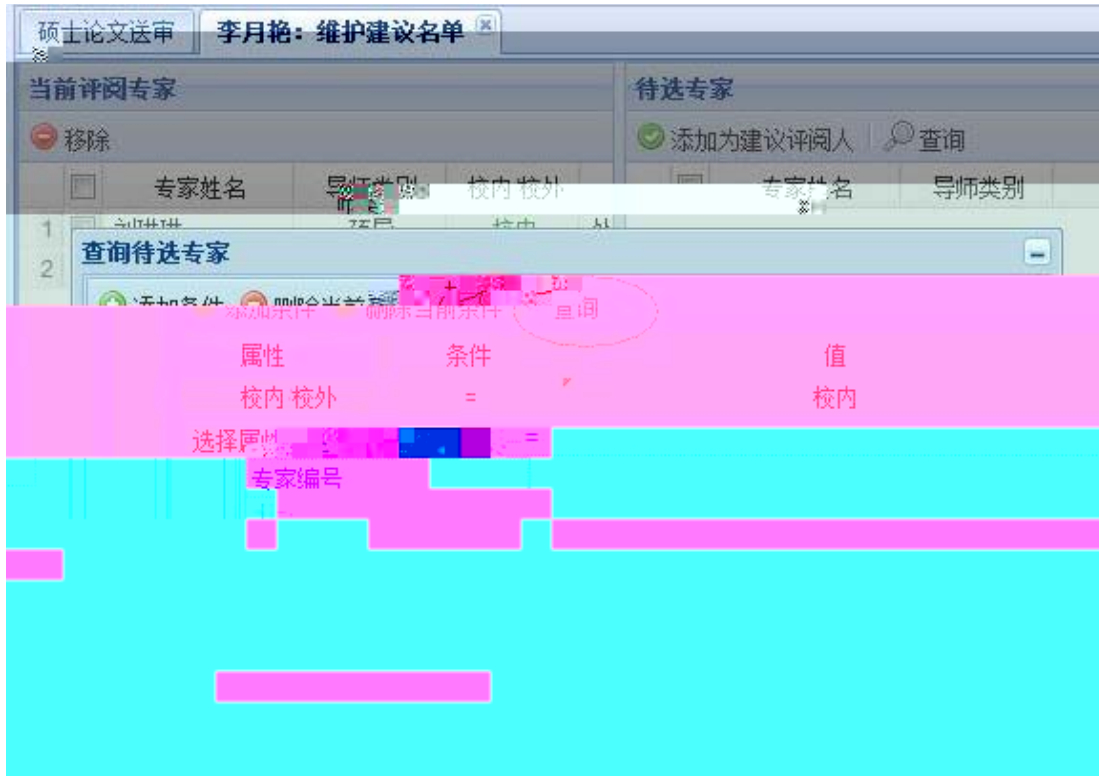 硕士论文送审 李月艳：维护建议名单
当前评阅专家 待选专家
移除 添加为建议评阅人 查询
专家姓名 导师类别 校内 校外 专家姓名 导师类别
1 校内
2 查询待选专家
添加条件 删除当前条件 查询
属性 条件 值
校内 校外 = 校内
选择属性 =
专家编号